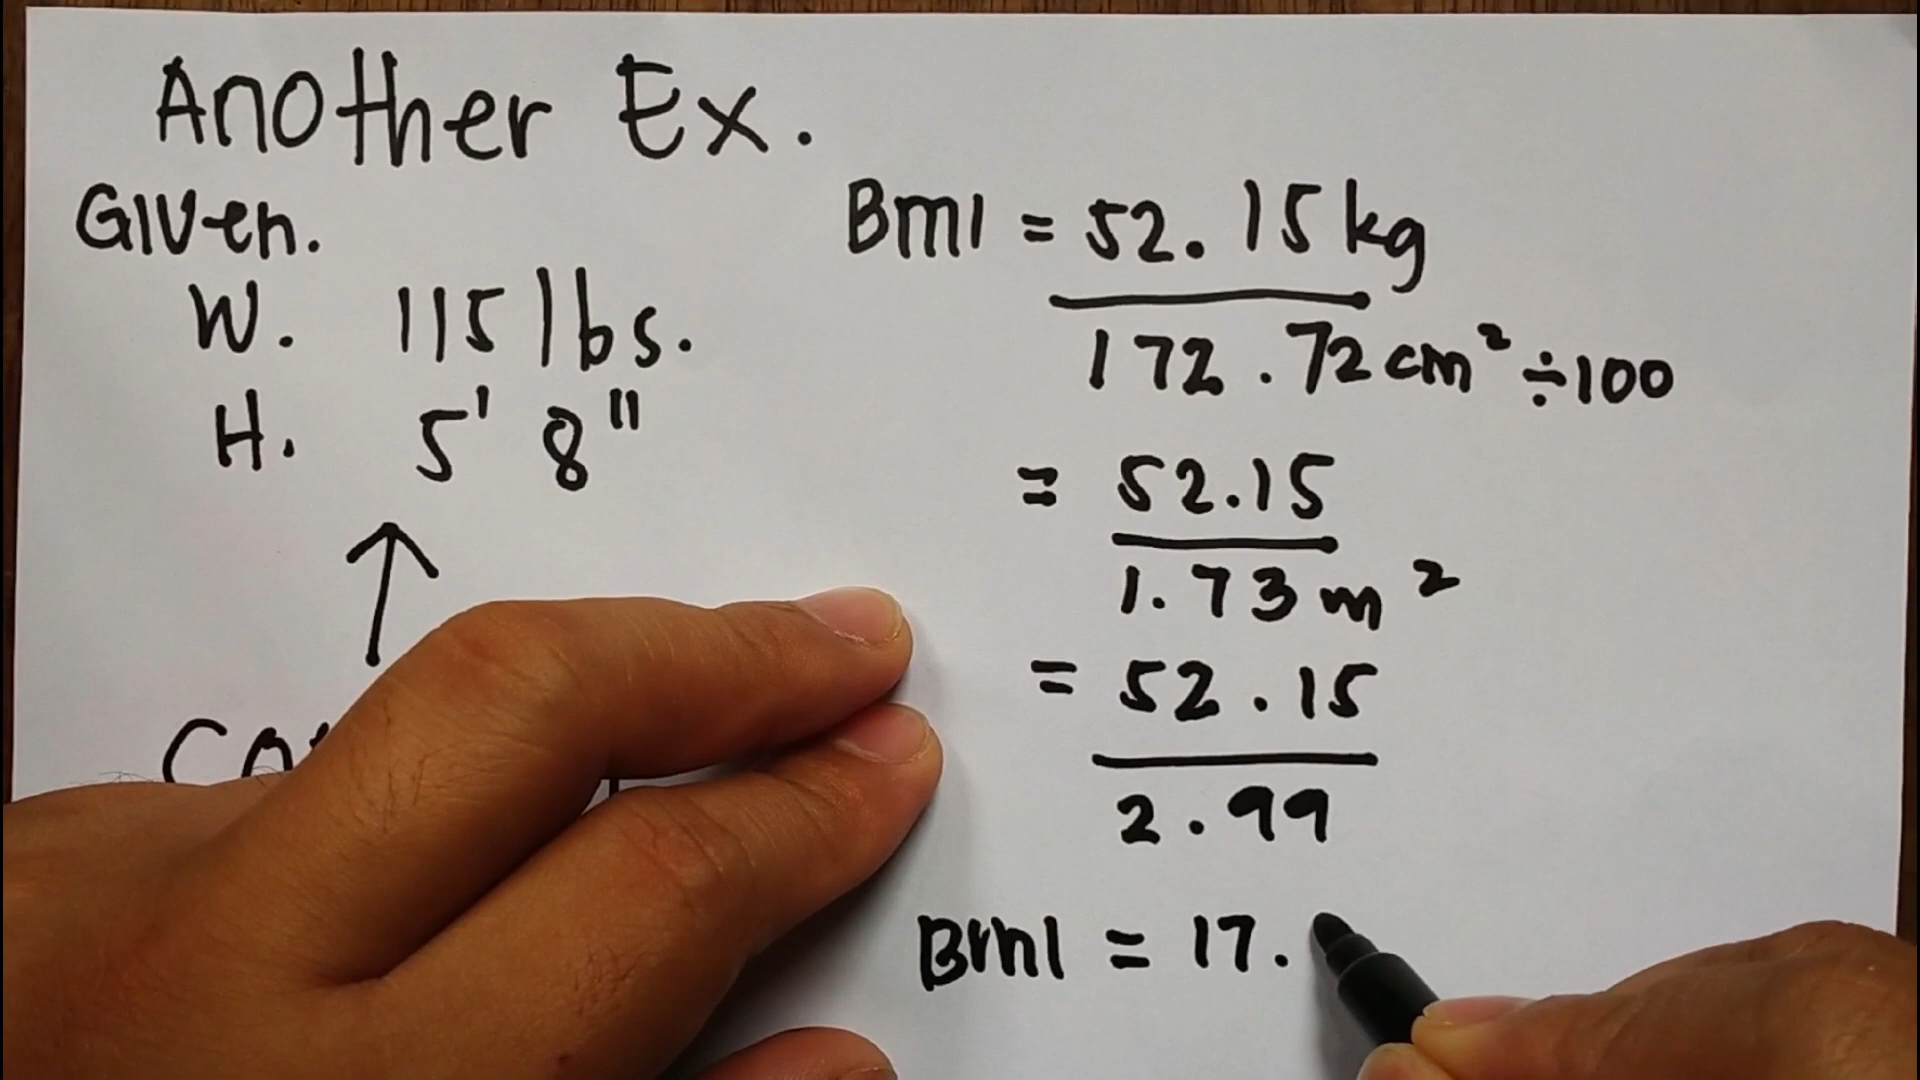 Another Ex.
Given.
W. 115 lbs.
H. 5' 8"
BMI = 52.15 kg
172.72 cm² ÷100
= 52.15
1.73 m²
= 52.15
2.99
BMI = 17.